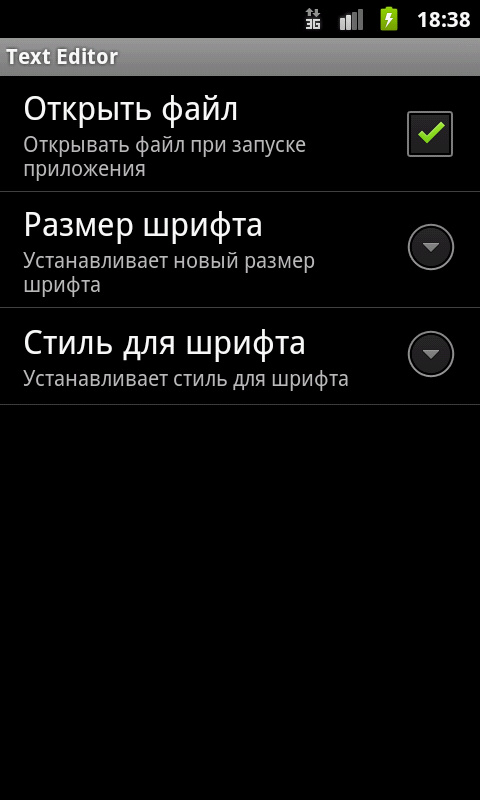 3G 18:38
Text Editor
Открыть файл
Открывать файл при запуске
приложения
Размер шрифта
Устанавливает новый размер
шрифта
Стиль для шрифта
Устанавливает стиль для шрифта